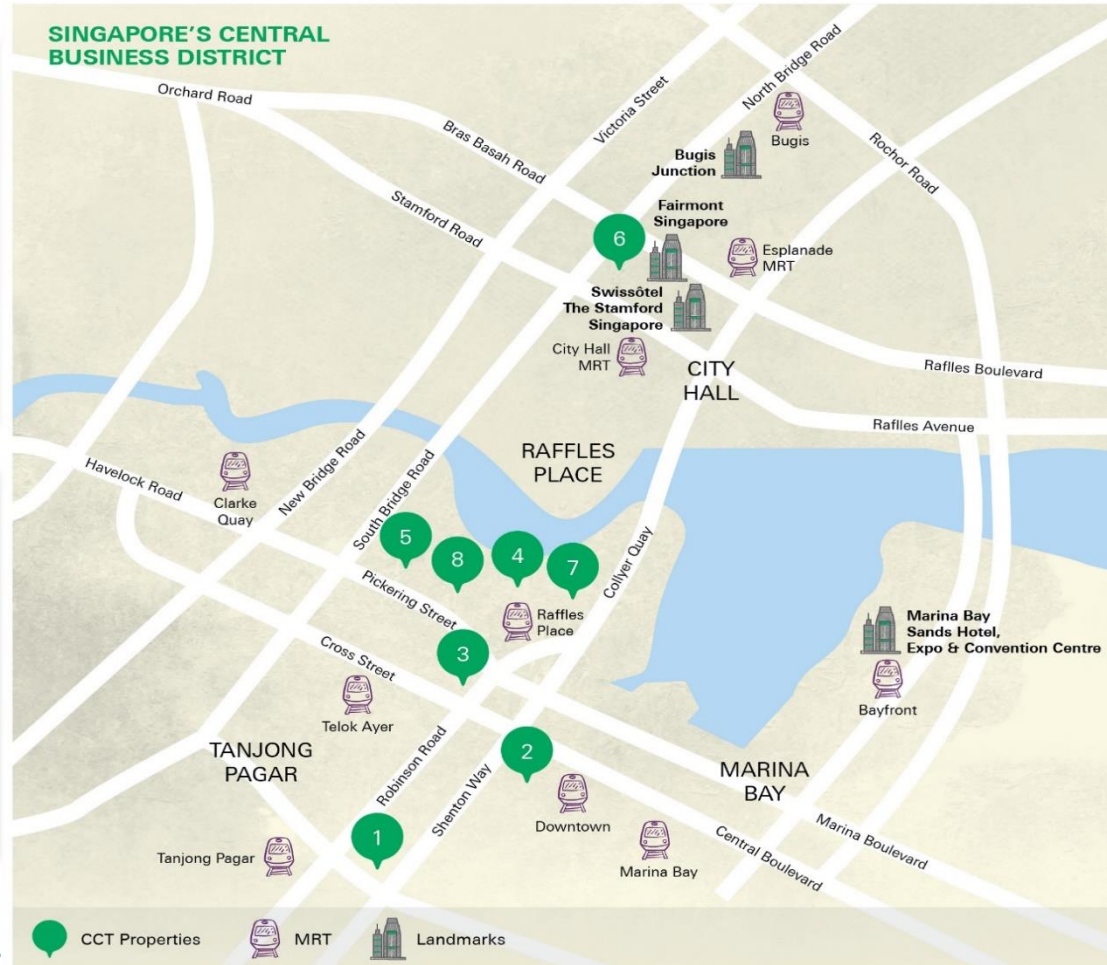 SINGAPORE'S CENTRAL
BUSINESS DISTRICT
Orchard Road
Bras Basah Road
Stamford Road
Victoria Street
North Bridge Road
Bugis
Bugis
Junction
Rochor Road
Fairmont
Singapore
6
Esplanade
MRT
Swissôtel
The Stamford
Singapore
City Hall
MRT
CITY
HALL
Raflles Boulevard
Raflles Avenue
RAFFLES
PLACE
Havelock Road
Clarke
Quay
New Bridge Road
South Bridge Road
5
8
4
7
Collyer Quay
Pickering Street
Raffles
Place
Marina Bay
Sands Hotel,
Expo & Convention Centre
Bayfront
3
Cross Street
Telok Ayer
TANJONG
PAGAR
Robinson Road
Shenton Way
2
MARINA
BAY
Downtown
Marina Bay
Central Boulevard
Marina Boulevard
1
Tanjong Pagar
CCT Properties
MRT
Landmarks